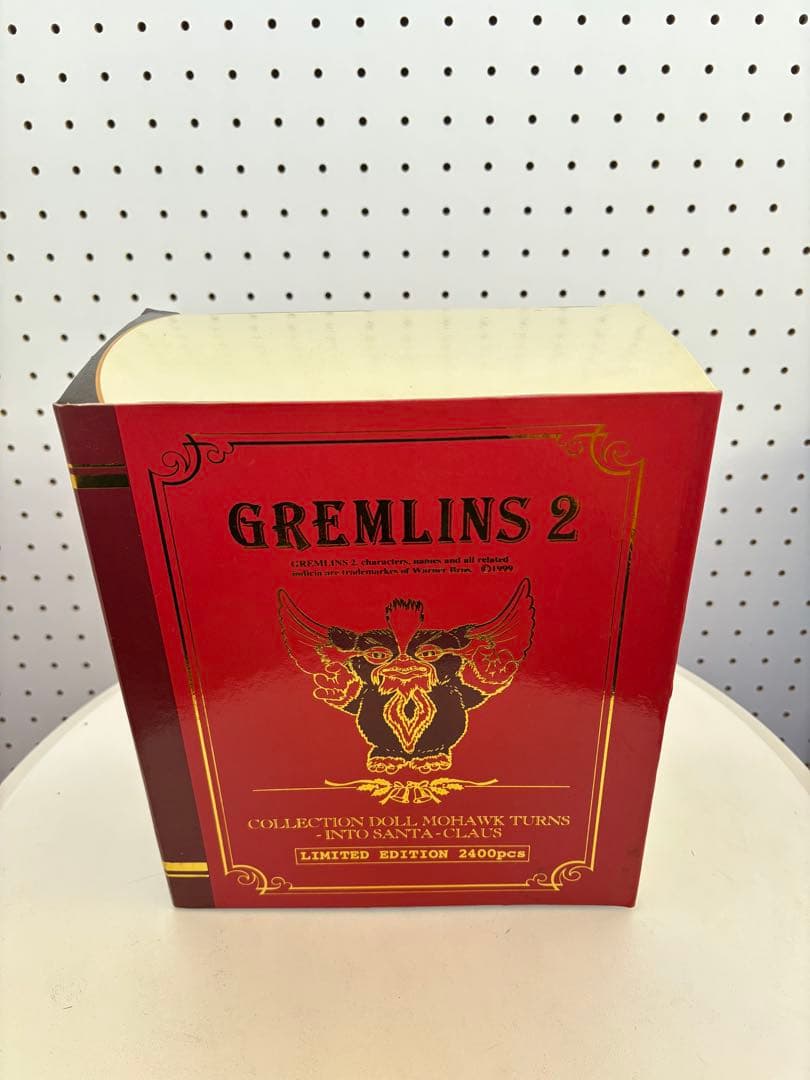 GREMLINS 2
GREMLINS 2, characters, names and all related
indicia are trademarkes of Warner Bros. ©1999
COLLECTION DOLL MOHAWK TURNS
-INTO SANTA-CLAUS
LIMITED EDITION 2400pcs